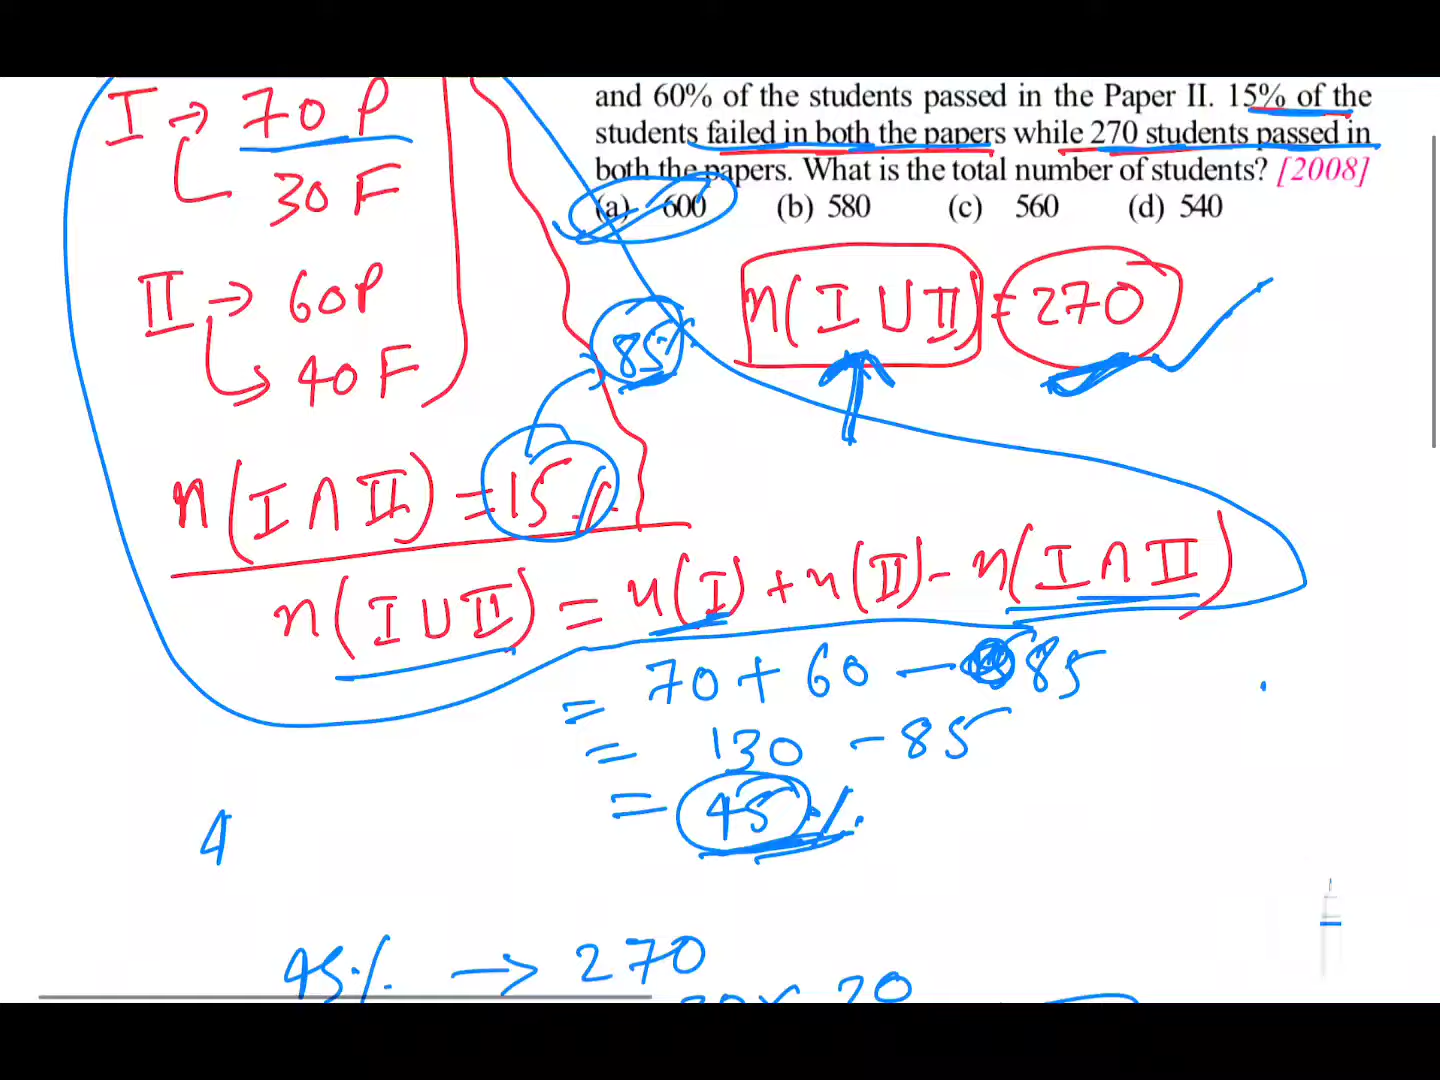 and 60% of the students passed in the Paper II. 15% of the
students failed in both the papers while 270 students passed in
both the papers. What is the total number of students? [2008]
(a) 600 (b) 580 (c) 560 (d) 540
I → 70 P
30 F
II → 60P
→ 40 F
n(I ∪ II) = 270
85%
n(I ∩ II) = 15%
n(I ∪ II) = n(I) + n(II) - n(I ∩ II)
= 70 + 60 - 85
= 130 - 85
= 45%
4
45% → 270